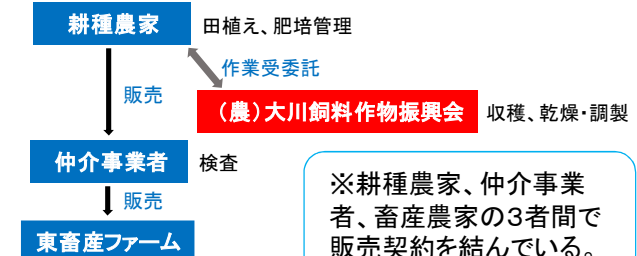 耕種農家 田植え、肥培管理
作業受委託
販売
（農）大川飼料作物振興会 収穫、乾燥・調製
仲介事業者 検査
販売
東畜産ファーム
※耕種農家、仲介事業
者、畜産農家の３者間で
販売契約を結んでいる。